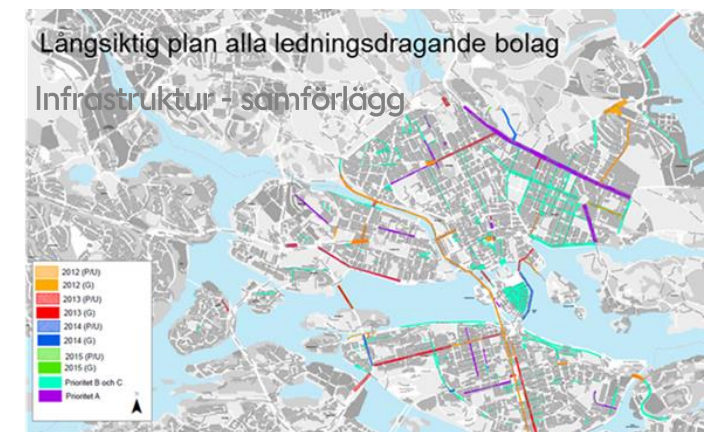 Långsiktig plan alla ledningsdragande bolag
Infrastruktur - samförlägg
2012 (P/U)
2012 (G)
2013 (P/U)
2013 (G)
2014 (P/U)
2014 (G)
2015 (P/U)
2015 (G)
Prioritet B och C
Prioritet A